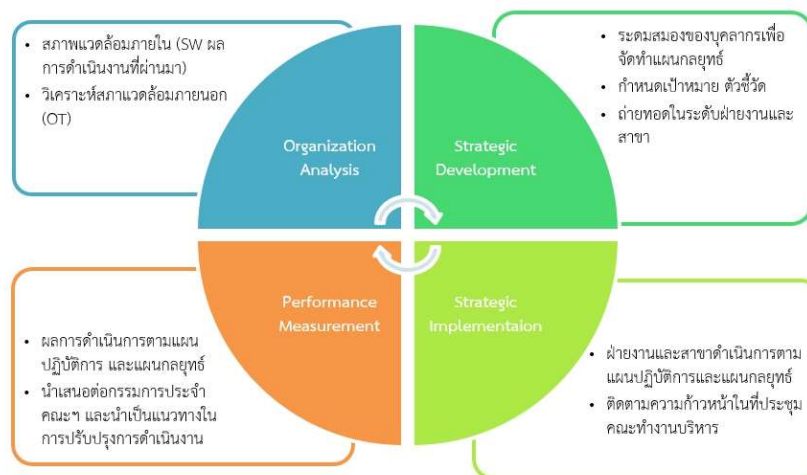 • สภาพแวดล้อมภายใน (SW ผล
การดำเนินงานที่ผ่านมา)
• วิเคราะห์สภาแวดล้อมภายนอก
(OT)
Organization
Analysis
• ระดมสมองของบุคลากรเพื่อ
จัดทำแผนกลยุทธ์
• กำหนดเป้าหมาย ตัวชี้วัด
• ถ่ายทอดในระดับฝ่ายงานและ
สาขา
Strategic
Development
• ผลการดำเนินการตามแผน
ปฏิบัติการ และแผนกลยุทธ์
• นำเสนอต่อกรรมการประจำ
คณะฯ และนำเป็นแนวทางใน
การปรับปรุงการดำเนินงาน
Performance
Measurement
Strategic
Implementaion
• ฝ่ายงานและสาขาดำเนินการตาม
แผนปฏิบัติการและแผนกลยุทธ์
• ติดตามความก้าวหน้าในที่ประชุม
คณะทำงานบริหาร